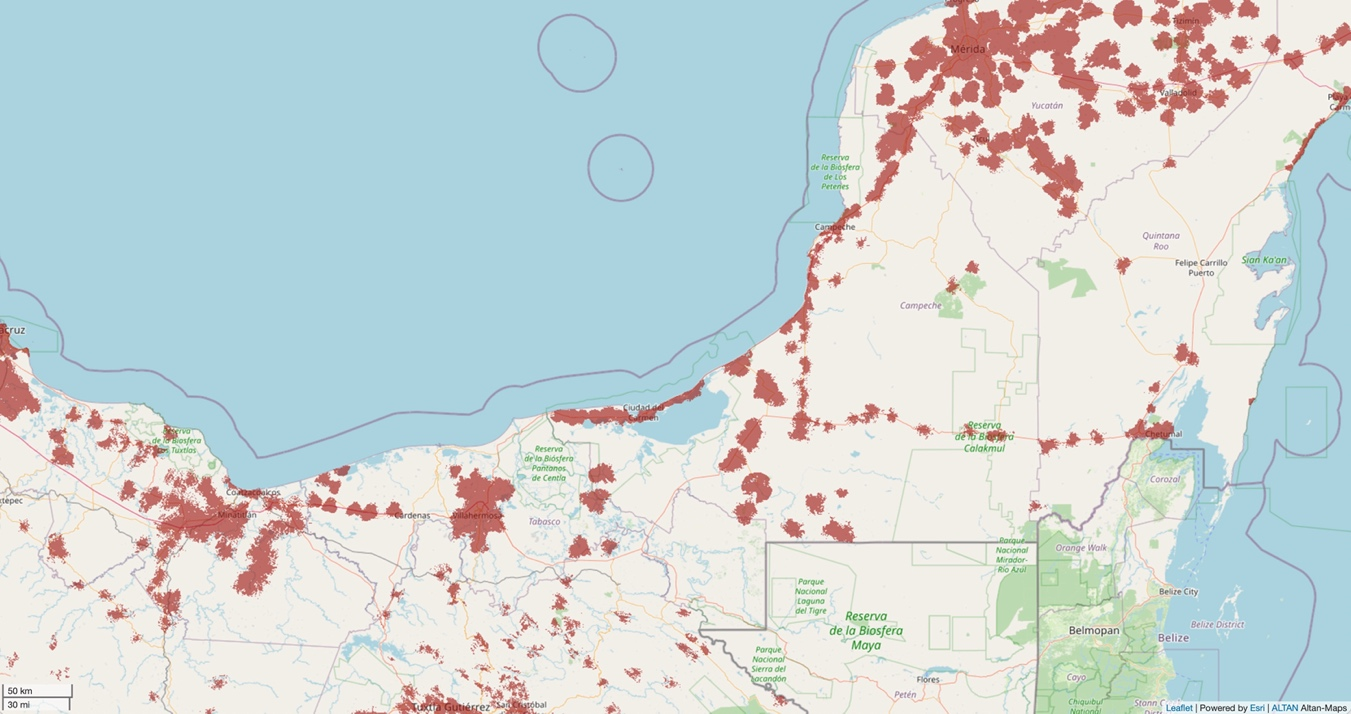 Mérida
Tizimín
Valladolid
Yucatán
Reserva
de la Biosfera
de Los
Petenes
Campeche
Quintana
Roo
Felipe Carrillo
Puerto
Sian Ka'an
Campeche
Ciudad del
Carmen
Reserva
de la Biosfera
Calakmul
Chetumal
Corozal
Reserva
de la Biosfera
Los Tuxtlas
Reserva
de la Biosfera
Pantanos
de Centla
Coatzacoalcos
Minatitlán
Cárdenas
Villahermosa
Tabasco
Parque
Nacional
Mirador-
Río Azul
Orange Walk
Parque
Nacional
Laguna
del Tigre
Reserva
de la Biosfera
Maya
Belize City
Belmopan
Belize
Belize District
Parque
Nacional
Sierra del
Lacandón
Flores
Petén
Cayo
Chiquibul
National
Stann C
Tuxtla Gutiérrez
San Cristóbal
50 km
30 mi
Leaflet | Powered by Esri | ALTAN Altan-Maps